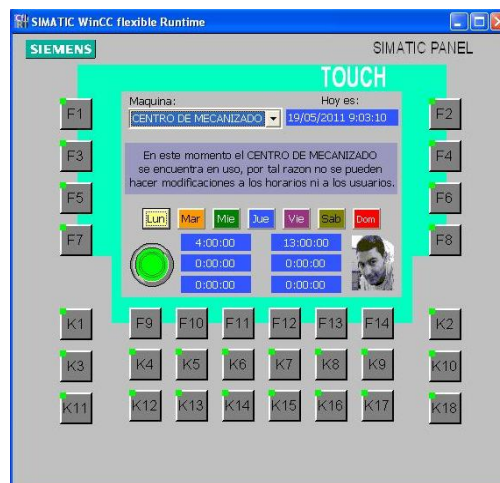 SIMATIC WinCC flexible Runtime
SIEMENS
SIMATIC PANEL
TOUCH
Maquina:
Hoy es:
CENTRO DE MECANIZADO
19/05/2011 9:03:10
En este momento el CENTRO DE MECANIZADO
se encuentra en uso, por tal razon no se pueden
hacer modificaciones a los horarios ni a los usuarios.
Lun Mar Mie Jue Vie Sab Dom
4:00:00 13:00:00
0:00:00 0:00:00
0:00:00 0:00:00
F1 F2
F3 F4
F5 F6
F7 F8
K1 F9 F10 F11 F12 F13 F14 K2
K3 K4 K5 K6 K7 K8 K9 K10
K11 K12 K13 K14 K15 K16 K17 K18